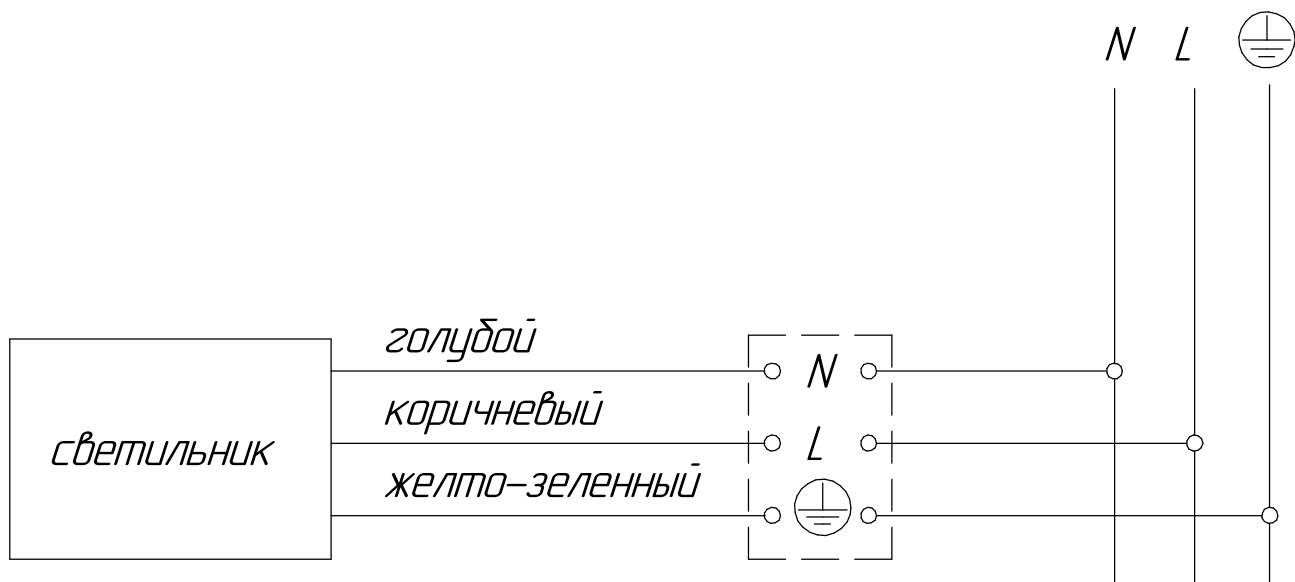 N L
голубой
N
коричневый
L
светильник
желто-зеленный